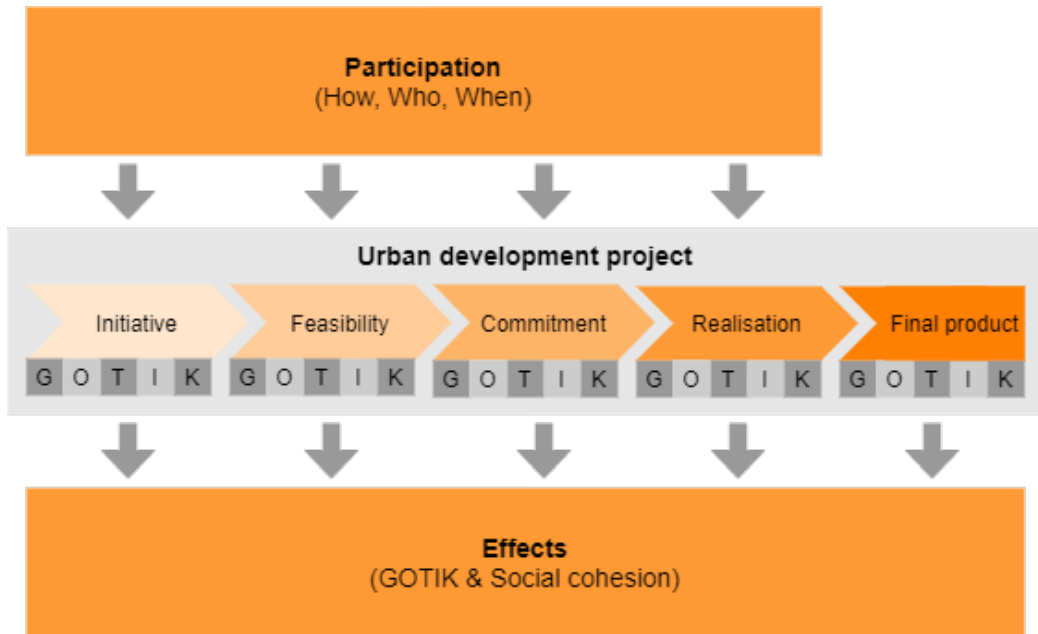 Participation
(How, Who, When)
Urban development project
Initiative
Feasibility
Commitment
Realisation
Final product
G O T I K
G O T I K
G O T I K
G O T I K
G O T I K
Effects
(GOTIK & Social cohesion)